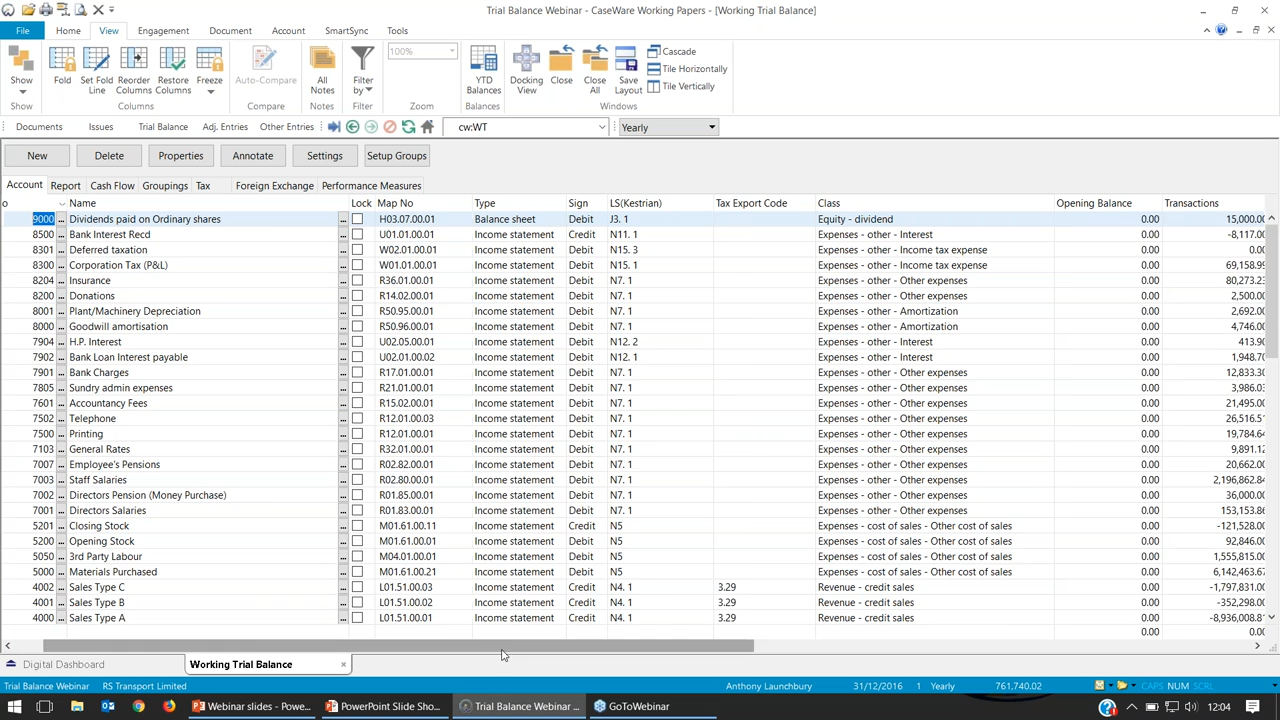 Trial Balance Webinar - CaseWare Working Papers - [Working Trial Balance]
File Home View Engagement Document Account SmartSync Tools
Show Fold Set Fold Line Reorder Columns Restore Columns Freeze Auto-Compare All Notes Filter by 100% YTD Balances Docking View Close Close All Save Layout Cascade Tile Horizontally Tile Vertically
Show Columns Compare Notes Filter Zoom Balances Windows
Documents Issues Trial Balance Adj. Entries Other Entries cw:WT Yearly
New Delete Properties Annotate Settings Setup Groups
Account Report Cash Flow Groupings Tax Foreign Exchange Performance Measures
o Name Lock Map No Type Sign LS(Kestrian) Tax Export Code Class Opening Balance Transactions
9000 ... Dividends paid on Ordinary shares ... H03.07.00.01 Balance sheet Debit J3. 1 Equity - dividend 0.00 15,000.00
8500 ... Bank Interest Recd ... U01.01.00.01 Income statement Credit N11. 1 Expenses - other - Interest 0.00 -8,117.00
8301 ... Deferred taxation ... W02.01.00.01 Income statement Debit N15. 3 Expenses - other - Income tax expense 0.00 0.00
8300 ... Corporation Tax (P&L) ... W01.01.00.01 Income statement Debit N15. 1 Expenses - other - Income tax expense 0.00 69,158.99
8204 ... Insurance ... R36.01.00.01 Income statement Debit N7. 1 Expenses - other - Other expenses 0.00 80,273.23
8200 ... Donations ... R14.02.00.01 Income statement Debit N7. 1 Expenses - other - Other expenses 0.00 2,500.00
8001 ... Plant/Machinery Depreciation ... R50.95.00.01 Income statement Debit N7. 1 Expenses - other - Amortization 0.00 2,692.00
8000 ... Goodwill amortisation ... R50.96.00.01 Income statement Debit N7. 1 Expenses - other - Amortization 0.00 4,746.00
7904 ... H.P. Interest ... U02.05.00.01 Income statement Debit N12. 2 Expenses - other - Interest 0.00 413.90
7902 ... Bank Loan Interest payable ... U02.01.00.02 Income statement Debit N12. 1 Expenses - other - Interest 0.00 1,948.70
7901 ... Bank Charges ... R17.01.00.01 Income statement Debit N7. 1 Expenses - other - Other expenses 0.00 12,833.30
7805 ... Sundry admin expenses ... R21.01.00.01 Income statement Debit N7. 1 Expenses - other - Other expenses 0.00 3,986.03
7601 ... Accountancy Fees ... R15.02.00.01 Income statement Debit N7. 1 Expenses - other - Other expenses 0.00 21,495.00
7502 ... Telephone ... R12.01.00.03 Income statement Debit N7. 1 Expenses - other - Other expenses 0.00 26,516.51
7500 ... Printing ... R12.01.00.01 Income statement Debit N7. 1 Expenses - other - Other expenses 0.00 19,784.64
7103 ... General Rates ... R32.01.00.01 Income statement Debit N7. 1 Expenses - other - Other expenses 0.00 9,891.12
7007 ... Employee's Pensions ... R02.82.00.01 Income statement Debit N7. 1 Expenses - other - Other expenses 0.00 20,662.00
7003 ... Staff Salaries ... R02.80.00.01 Income statement Debit N7. 1 Expenses - other - Other expenses 0.00 2,196,862.84
7002 ... Directors Pension (Money Purchase) ... R01.85.00.01 Income statement Debit N7. 1 Expenses - other - Other expenses 0.00 36,000.00
7001 ... Directors Salaries ... R01.83.00.01 Income statement Debit N7. 1 Expenses - other - Other expenses 0.00 153,153.86
5201 ... Closing Stock ... M01.61.00.11 Income statement Credit N5 Expenses - cost of sales - Other cost of sales 0.00 -121,528.00
5200 ... Opening Stock ... M01.61.00.01 Income statement Debit N5 Expenses - cost of sales - Other cost of sales 0.00 92,846.00
5050 ... 3rd Party Labour ... M04.01.00.01 Income statement Debit N5 Expenses - cost of sales - Other cost of sales 0.00 1,555,815.00
5000 ... Materials Purchased ... M01.61.00.21 Income statement Debit N5 Expenses - cost of sales - Other cost of sales 0.00 6,142,463.67
4002 ... Sales Type C ... L01.51.00.03 Income statement Credit N4. 1 3.29 Revenue - credit sales 0.00 -1,797,831.00
4001 ... Sales Type B ... L01.51.00.02 Income statement Credit N4. 1 3.29 Revenue - credit sales 0.00 -352,298.00
4000 ... Sales Type A ... L01.51.00.01 Income statement Credit N4. 1 3.29 Revenue - credit sales 0.00 -8,936,008.81
0.00 0.00
Digital Dashboard Working Trial Balance
Trial Balance Webinar RS Transport Limited Anthony Launchbury 31/12/2016 1 Yearly 761,740.02 CAPS NUM SCRL
Webinar slides - Powe... PowerPoint Slide Sho... Trial Balance Webinar ... GoToWebinar 12:04